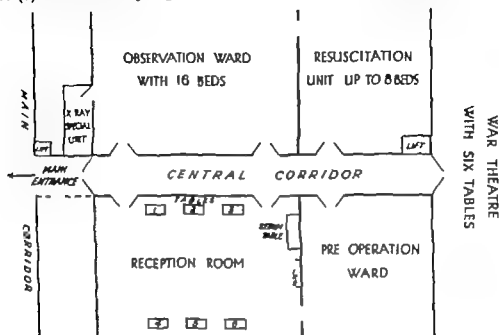 OBSERVATION WARD
WITH 16 BEDS
RESUSCITATION
UNIT UP TO 8 BEDS
X RAY
SPECIAL
UNIT
MAIN
LIFT
LIFT
MAIN
ENTRANCE
CENTRAL CORRIDOR
WAR THEATRE
WITH SIX TABLES
CORRIDOR
TABLES
RECEPTION ROOM
TABLE
PRE OPERATION
WARD